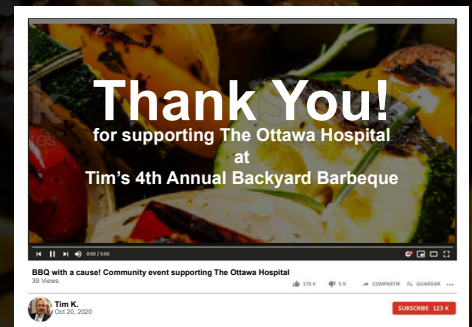 Thank You!
for supporting The Ottawa Hospital
at
Tim's 4th Annual Backyard Barbeque
0:00 / 0:00
BBQ with a cause! Community event supporting The Ottawa Hospital
39 Views
170 K
5 K
COMPARTIR
GUARDAR
Tim K.
Oct 20, 2020
SUBSCRIBE 123 K